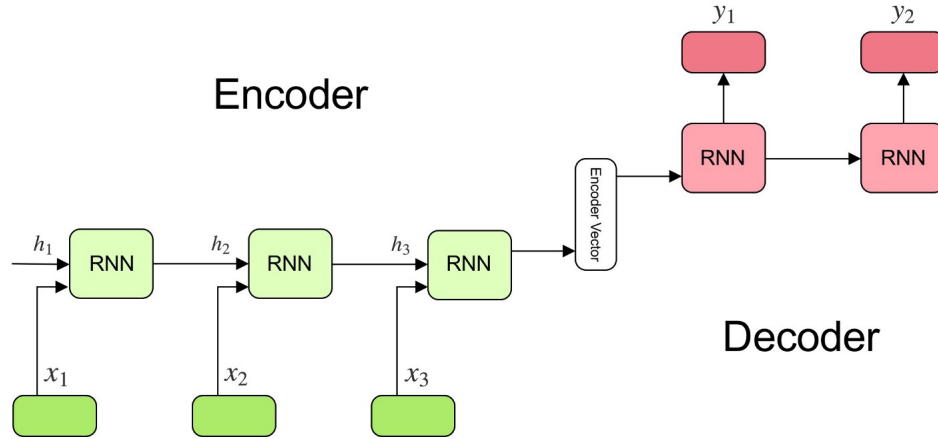 y₁
y₂
Encoder
RNN
RNN
Encoder Vector
h₁
RNN
h₂
RNN
h₃
RNN
Decoder
x₁
x₂
x₃